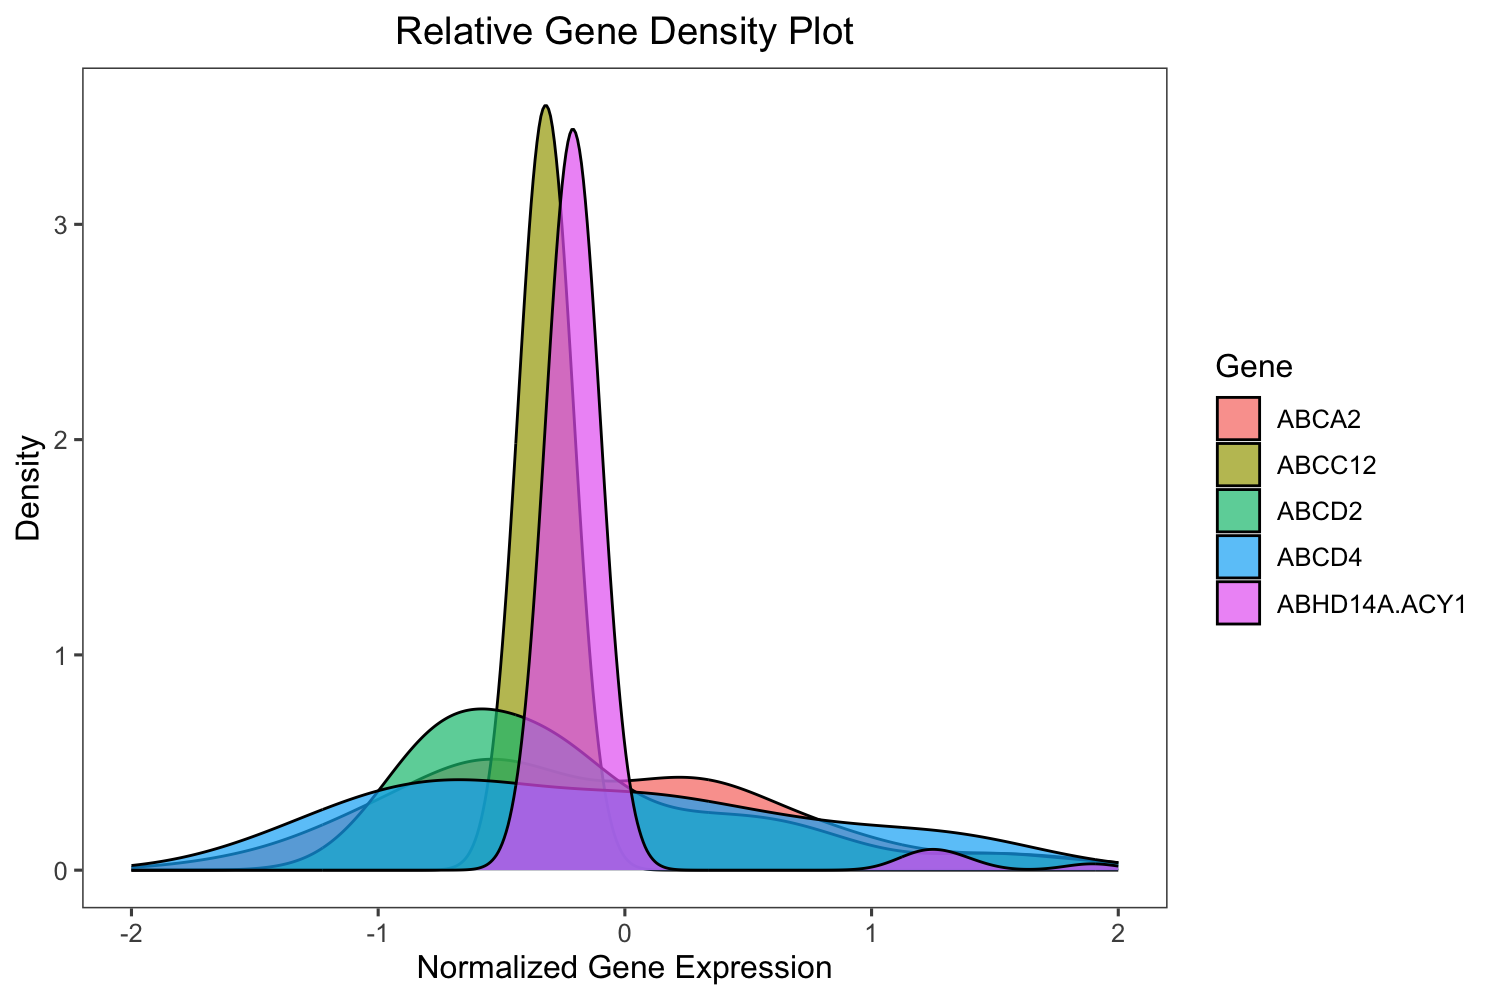 Relative Gene Density Plot
Density
3
2
1
0
-2 -1 0 1 2
Normalized Gene Expression
Gene
ABCA2
ABCC12
ABCD2
ABCD4
ABHD14A.ACY1